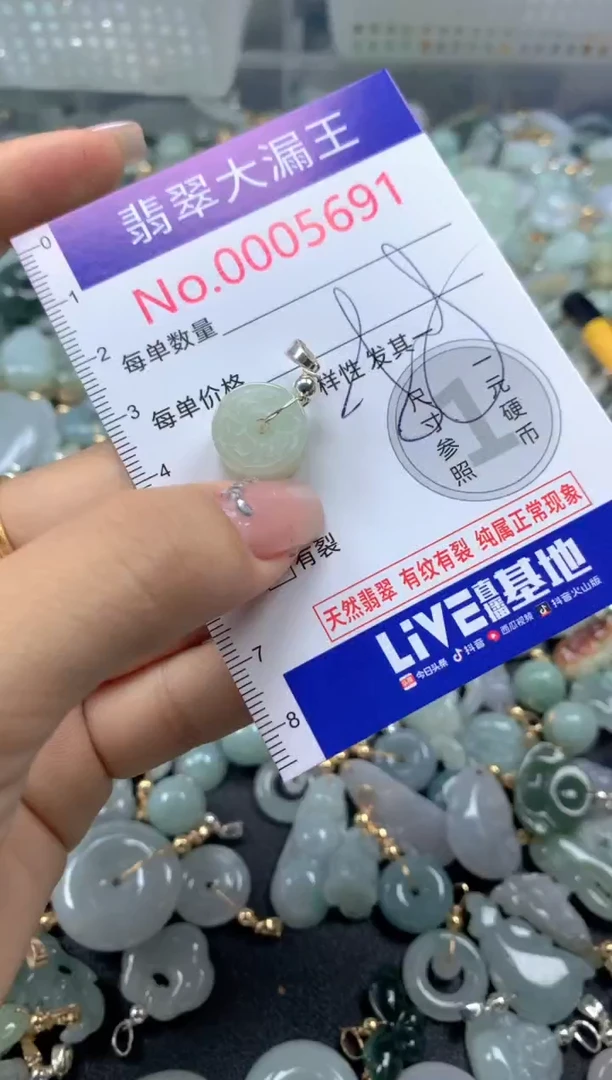 翡翠大漏王
No.0005691
每单数量
每单价格
样性 发其一
有裂
一元硬币
1
尺寸参照
天然翡翠 有纹有裂 纯属正常现象
LiVE直播基地
今日头条 抖音 西瓜视频 抖音火山版
0
1
2
3
4
7
8